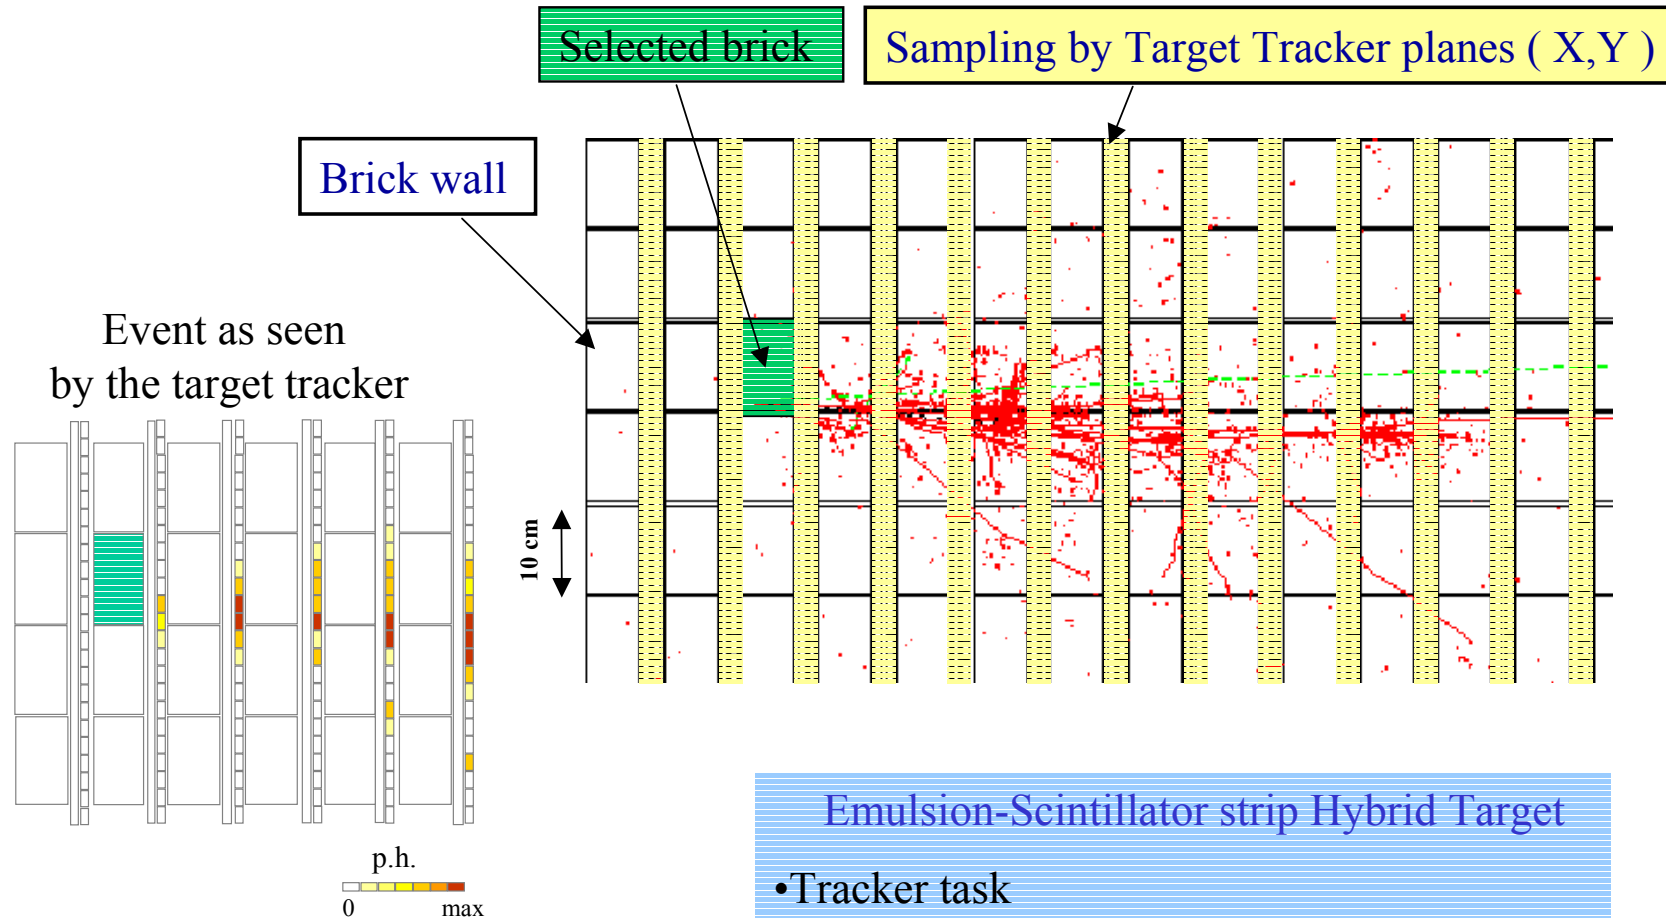 Selected brick
Sampling by Target Tracker planes ( X,Y )
Brick wall
Event as seen
by the target tracker
10 cm
p.h.
0 max
Emulsion-Scintillator strip Hybrid Target
•Tracker task